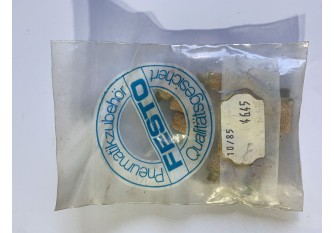 Pneumatikzubehör
FESTO
Qualitätsgesichert
10/85
4645